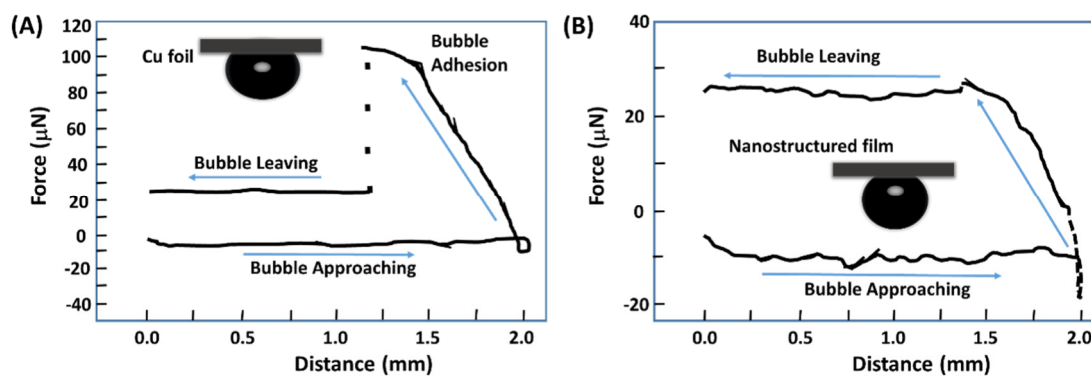 (A)
Force (μN)
120
100
80
60
40
20
0
-20
-40
Cu foil
Bubble
Adhesion
Bubble Leaving
Bubble Approaching
0.0 0.5 1.0 1.5 2.0
Distance (mm)
(B)
Force (μN)
40
20
0
-20
Bubble Leaving
Nanostructured film
Bubble Approaching
0.0 0.5 1.0 1.5 2.0
Distance (mm)